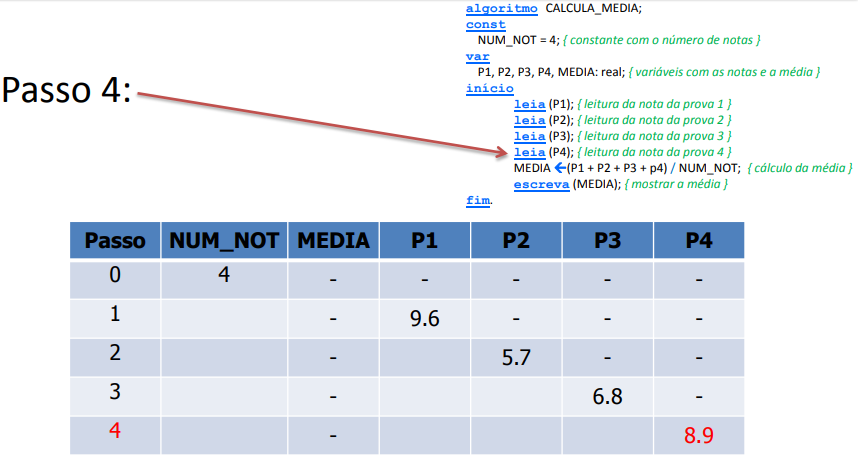 algoritmo CALCULA_MEDIA;
const
NUM_NOT = 4; { constante com o número de notas }
var
P1, P2, P3, P4, MEDIA: real; { variáveis com as notas e a média }
início
leia (P1); { leitura da nota da prova 1 }
leia (P2); { leitura da nota da prova 2 }
leia (P3); { leitura da nota da prova 3 }
leia (P4); { leitura da nota da prova 4 }
MEDIA ←(P1 + P2 + P3 + p4) / NUM_NOT; { cálculo da média }
escreva (MEDIA); { mostrar a média }
fim.
Passo 4:
Passo NUM_NOT MEDIA P1 P2 P3 P4
0 4 - - - - -
1 - 9.6 - - -
2 - 5.7 - -
3 - 6.8 -
4 - 8.9